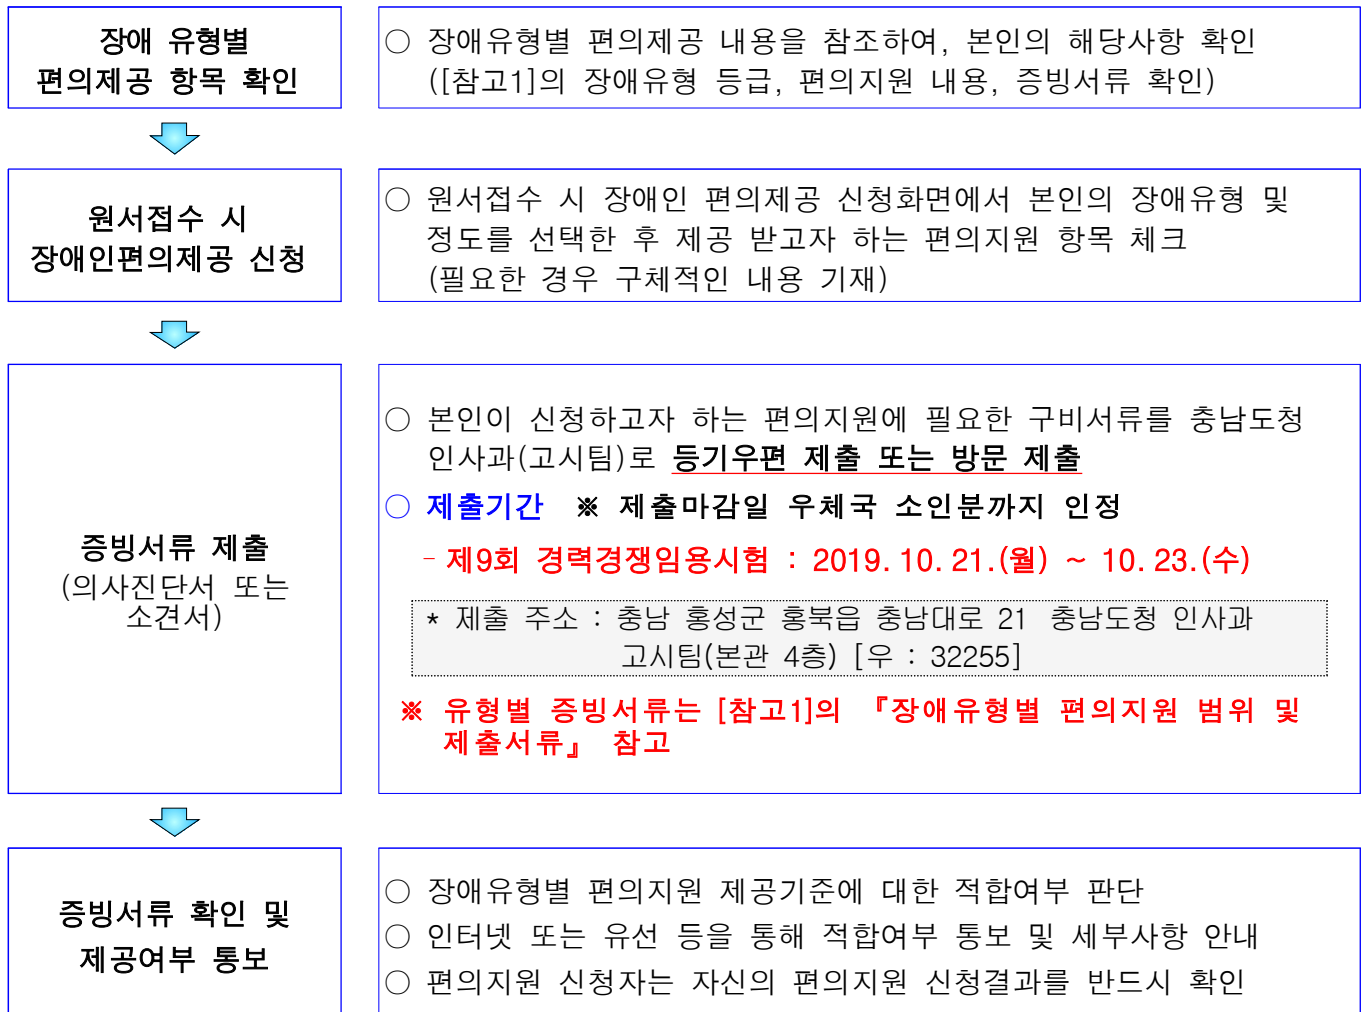 장애 유형별
편의제공 항목 확인
○ 장애유형별 편의제공 내용을 참조하여, 본인의 해당사항 확인
([참고1]의 장애유형 등급, 편의지원 내용, 증빙서류 확인)
원서접수 시
장애인편의제공 신청
○ 원서접수 시 장애인 편의제공 신청화면에서 본인의 장애유형 및
정도를 선택한 후 제공 받고자 하는 편의지원 항목 체크
(필요한 경우 구체적인 내용 기재)
증빙서류 제출
(의사진단서 또는
소견서)
○ 본인이 신청하고자 하는 편의지원에 필요한 구비서류를 충남도청
인사과(고시팀)로 등기우편 제출 또는 방문 제출
○ 제출기간 ※ 제출마감일 우체국 소인분까지 인정
- 제9회 경력경쟁임용시험 : 2019. 10. 21.(월) ~ 10. 23.(수)
* 제출 주소 : 충남 홍성군 홍북읍 충남대로 21 충남도청 인사과
고시팀(본관 4층) [우 : 32255]
※ 유형별 증빙서류는 [참고1]의 『장애유형별 편의지원 범위 및
제출서류』 참고
증빙서류 확인 및
제공여부 통보
○ 장애유형별 편의지원 제공기준에 대한 적합여부 판단
○ 인터넷 또는 유선 등을 통해 적합여부 통보 및 세부사항 안내
○ 편의지원 신청자는 자신의 편의지원 신청결과를 반드시 확인